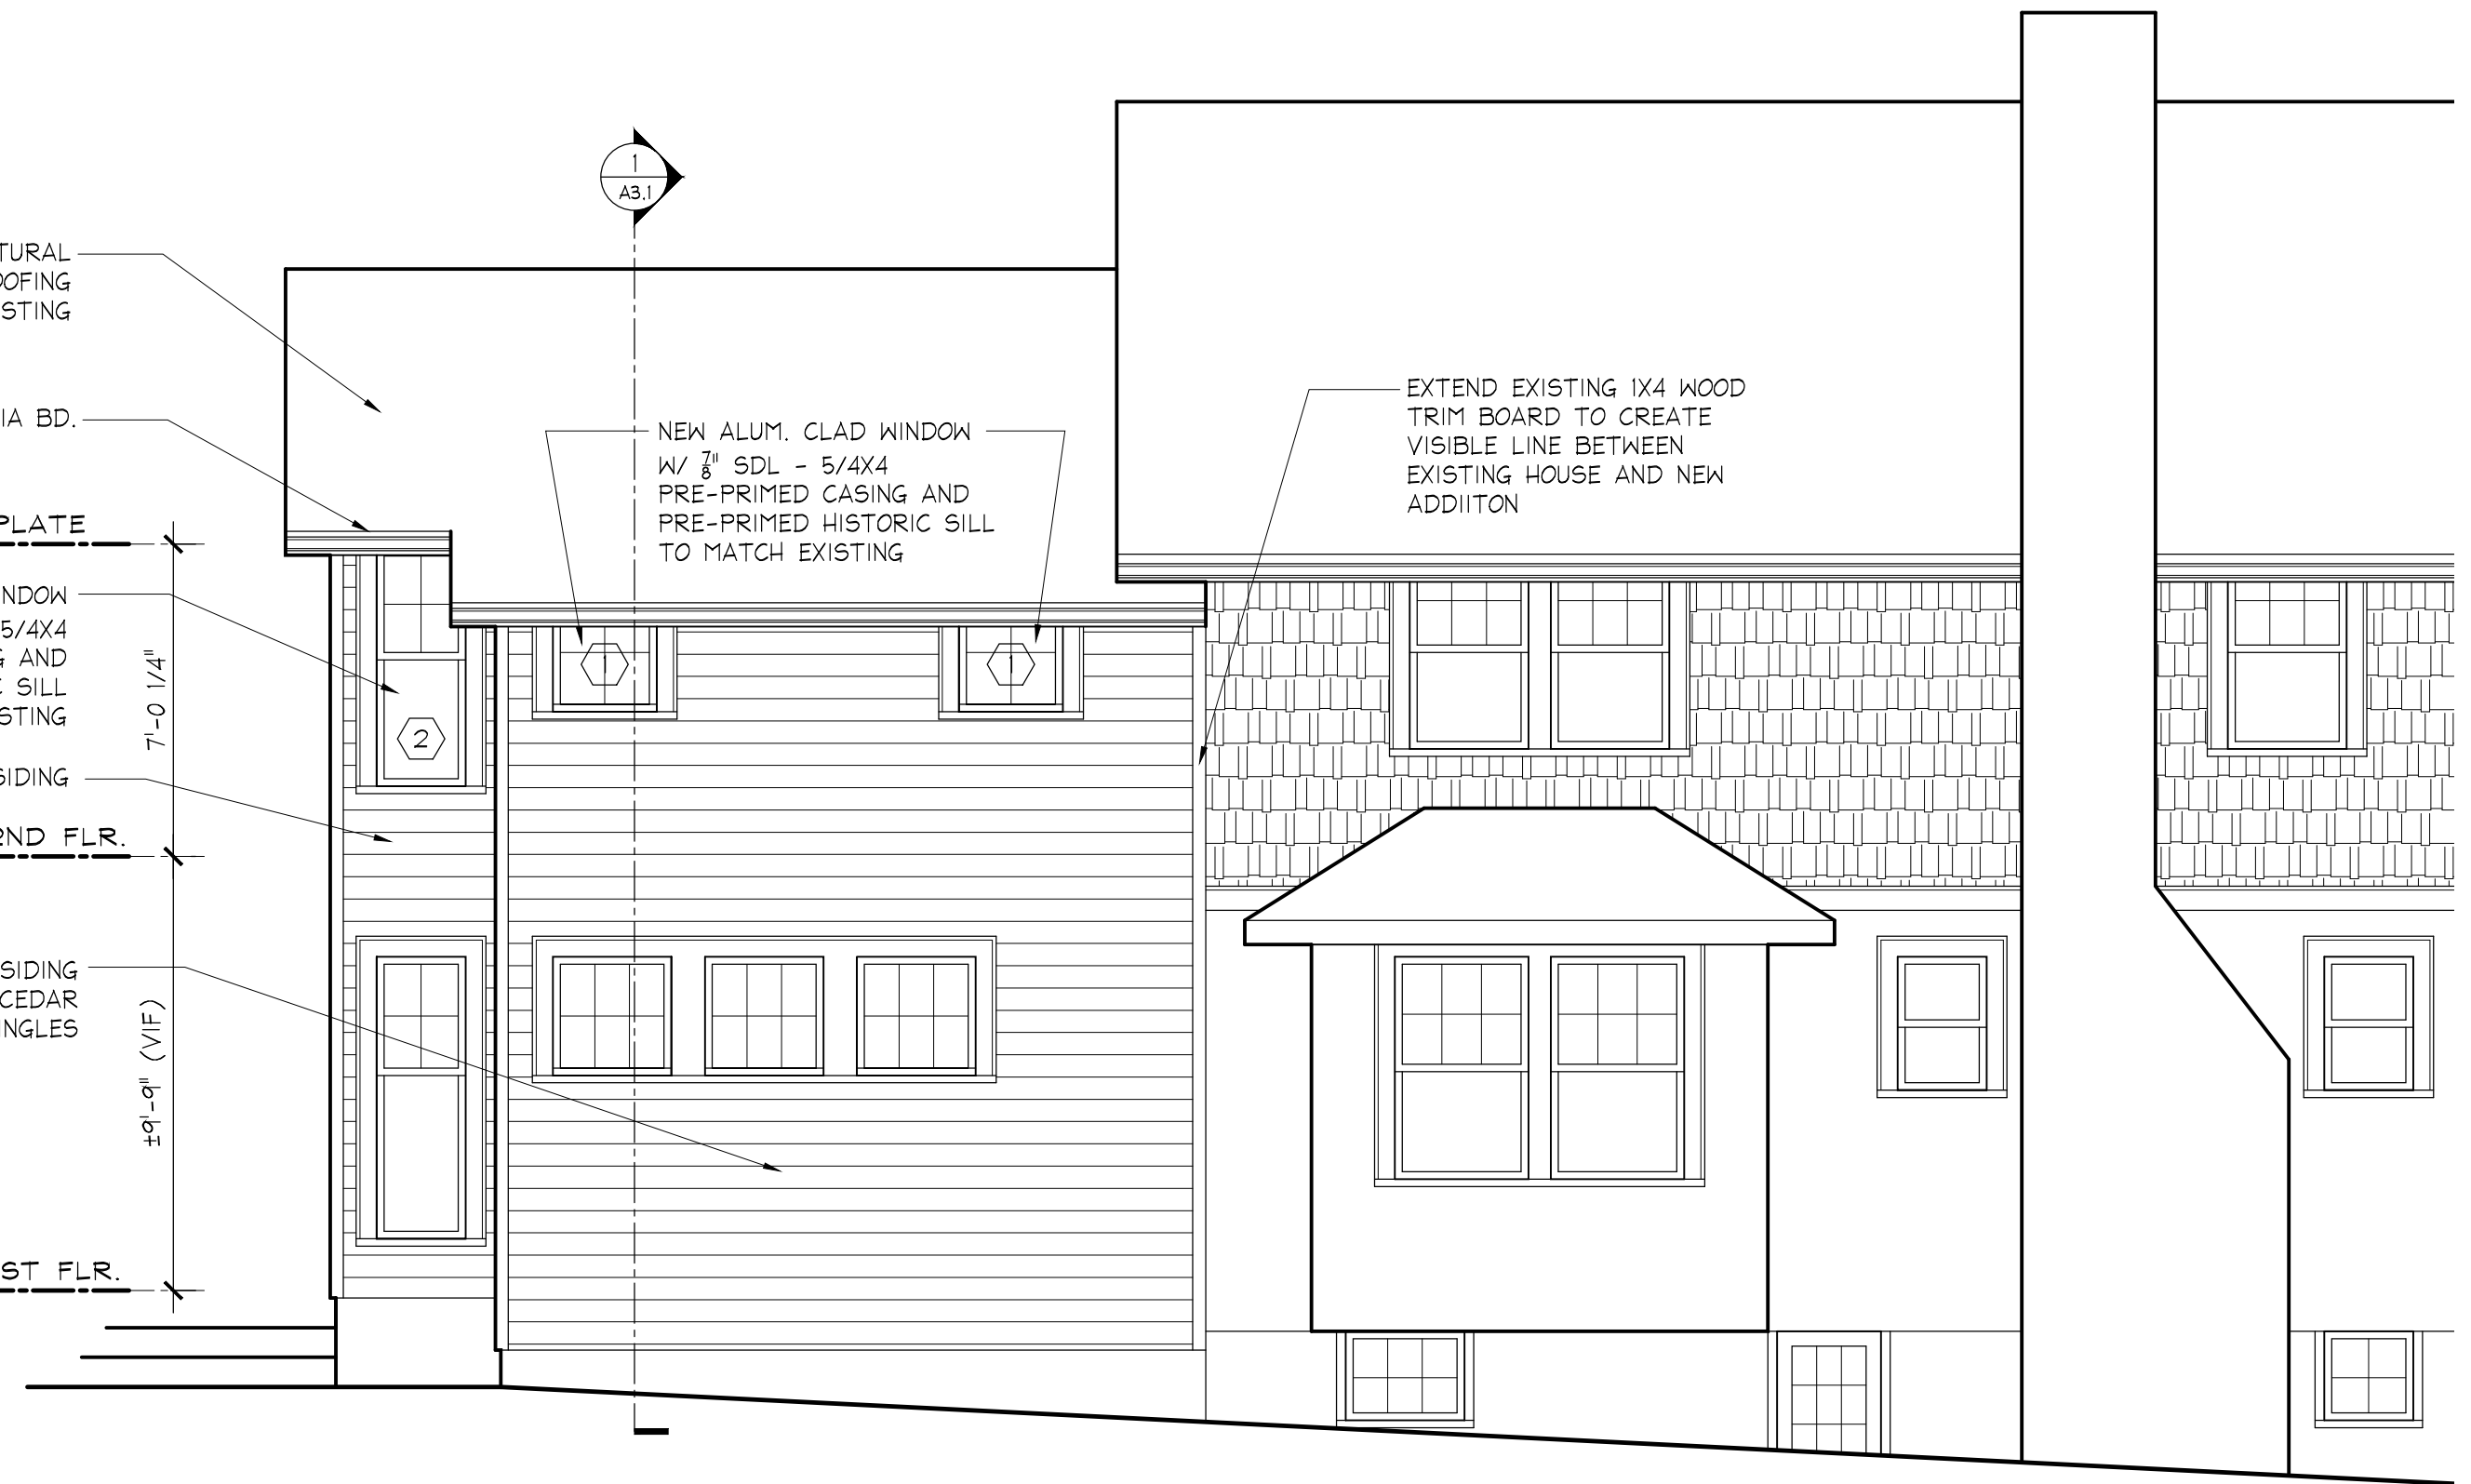 1
A3.1
TURAL
OFING
STING
IA BD.
PLATE
NDOW
5/4X4
G AND
SILL
STING
SIDING
2ND FLR.
SIDING
CEDAR
INGLES
ST FLR.
7'-0 1/4"
±9'-9" (VIF)
NEW ALUM. CLAD WINDOW
W/ 7/8" SDL - 5/4X4
PRE-PRIMED CASING AND
PRE-PRIMED HISTORIC SILL
TO MATCH EXISTING
1
1
2
EXTEND EXISTING 1X4 WOOD
TRIM BOARD TO CREATE
VISIBLE LINE BETWEEN
EXISTING HOUSE AND NEW
ADDIITON